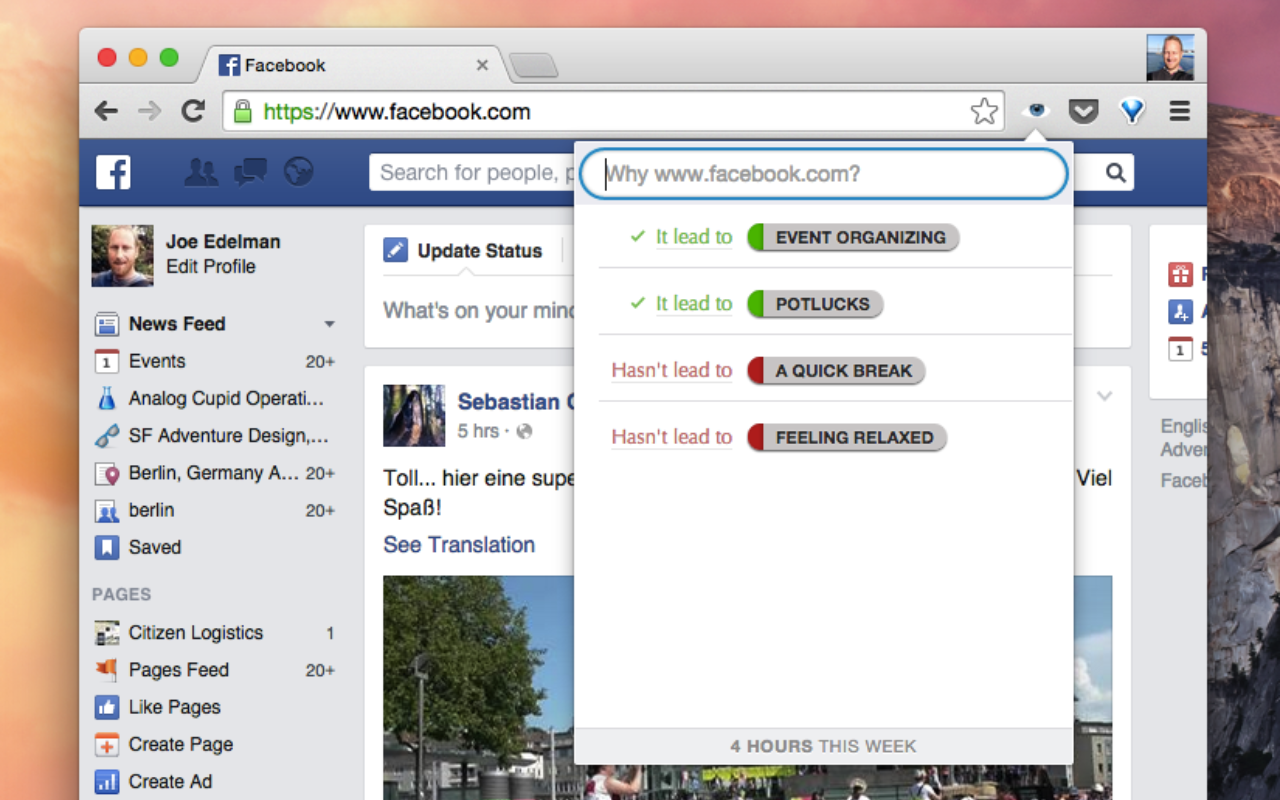 Facebook
https://www.facebook.com
Search for people, p
Why www.facebook.com?
Joe Edelman
Edit Profile
News Feed
Events 20+
Analog Cupid Operati...
SF Adventure Design,...
Berlin, Germany A... 20+
berlin 20+
Saved
PAGES
Citizen Logistics 1
Pages Feed 20+
Like Pages
Create Page
Create Ad
Update Status
What's on your mind
Sebastian
5 hrs ·
Toll... hier eine supe
Viel
Spaß!
See Translation
It lead to EVENT ORGANIZING
It lead to POTLUCKS
Hasn't lead to A QUICK BREAK
Hasn't lead to FEELING RELAXED
4 HOURS THIS WEEK
1 5
Englis
Adver
Faceb